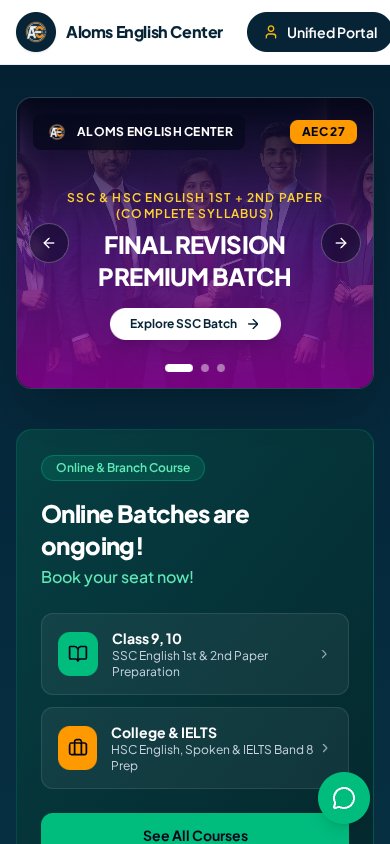 Aloms English Center
Unified Portal
ALOMS ENGLISH CENTER
AEC 27
SSC & HSC ENGLISH 1ST + 2ND PAPER
(COMPLETE SYLLABUS)
FINAL REVISION
PREMIUM BATCH
Explore SSC Batch
Online & Branch Course
Online Batches are
ongoing!
Book your seat now!
Class 9, 10
SSC English 1st & 2nd Paper
Preparation
College & IELTS
HSC English, Spoken & IELTS Band 8
Prep
See All Courses